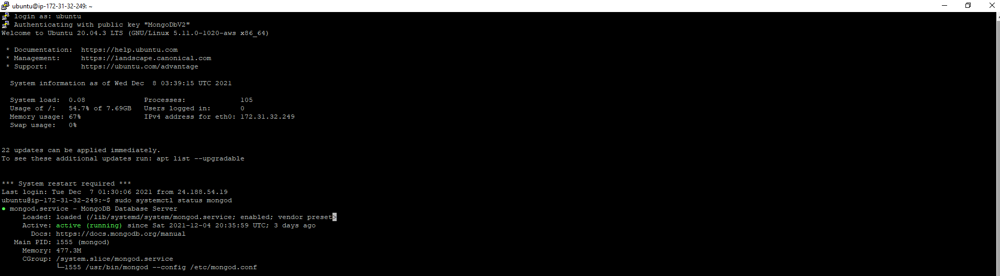 ubuntu@ip-172-31-32-249: ~
login as: ubuntu
Authenticating with public key "MongoDbV2"
Welcome to Ubuntu 20.04.3 LTS (GNU/Linux 5.11.0-1020-aws x86_64)
* Documentation:  https://help.ubuntu.com
* Management:     https://landscape.canonical.com
* Support:        https://ubuntu.com/advantage
System information as of Wed Dec  8 03:39:15 UTC 2021
System load:  0.08              Processes:             105
Usage of /:   54.7% of 7.69GB   Users logged in:       0
Memory usage: 67%               IPv4 address for eth0: 172.31.32.249
Swap usage:   0%
22 updates can be applied immediately.
To see these additional updates run: apt list --upgradable
*** System restart required ***
Last login: Tue Dec  7 01:30:06 2021 from 24.188.54.19
ubuntu@ip-172-31-32-249:~$ sudo systemctl status mongod
● mongod.service - MongoDB Database Server
Loaded: loaded (/lib/systemd/system/mongod.service; enabled; vendor preset>
Active: active (running) since Sat 2021-12-04 20:35:59 UTC; 3 days ago
Docs: https://docs.mongodb.org/manual
Main PID: 1555 (mongod)
Memory: 477.3M
CGroup: /system.slice/mongod.service
└─1555 /usr/bin/mongod --config /etc/mongod.conf